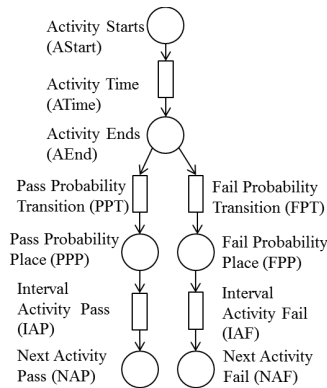 Activity Starts
(AStart)
Activity Time
(ATime)
Activity Ends
(AEnd)
Pass Probability
Transition (PPT)
Fail Probability
Transition (FPT)
Pass Probability
Place (PPP)
Fail Probability
Place (FPP)
Interval
Activity Pass
(IAP)
Interval
Activity Fail
(IAF)
Next Activity
Pass (NAP)
Next Activity
Fail (NAF)